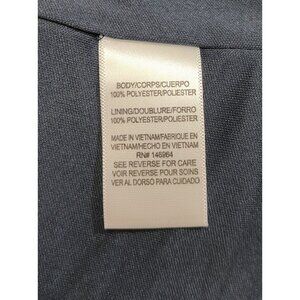 BODY/CORPS/CUERPO
100% POLYESTER/POLIESTER
LINING/DOUBLURE/FORRO
100% POLYESTER/POLIESTER
MADE IN VIETNAM/FABRIQUE EN
VIETNAM/HECHO EN VIETNAM
RN# 146964
SEE REVERSE FOR CARE
VOIR REVERSE POUR SOINS
VER AL DORSO PARA CUIDADO